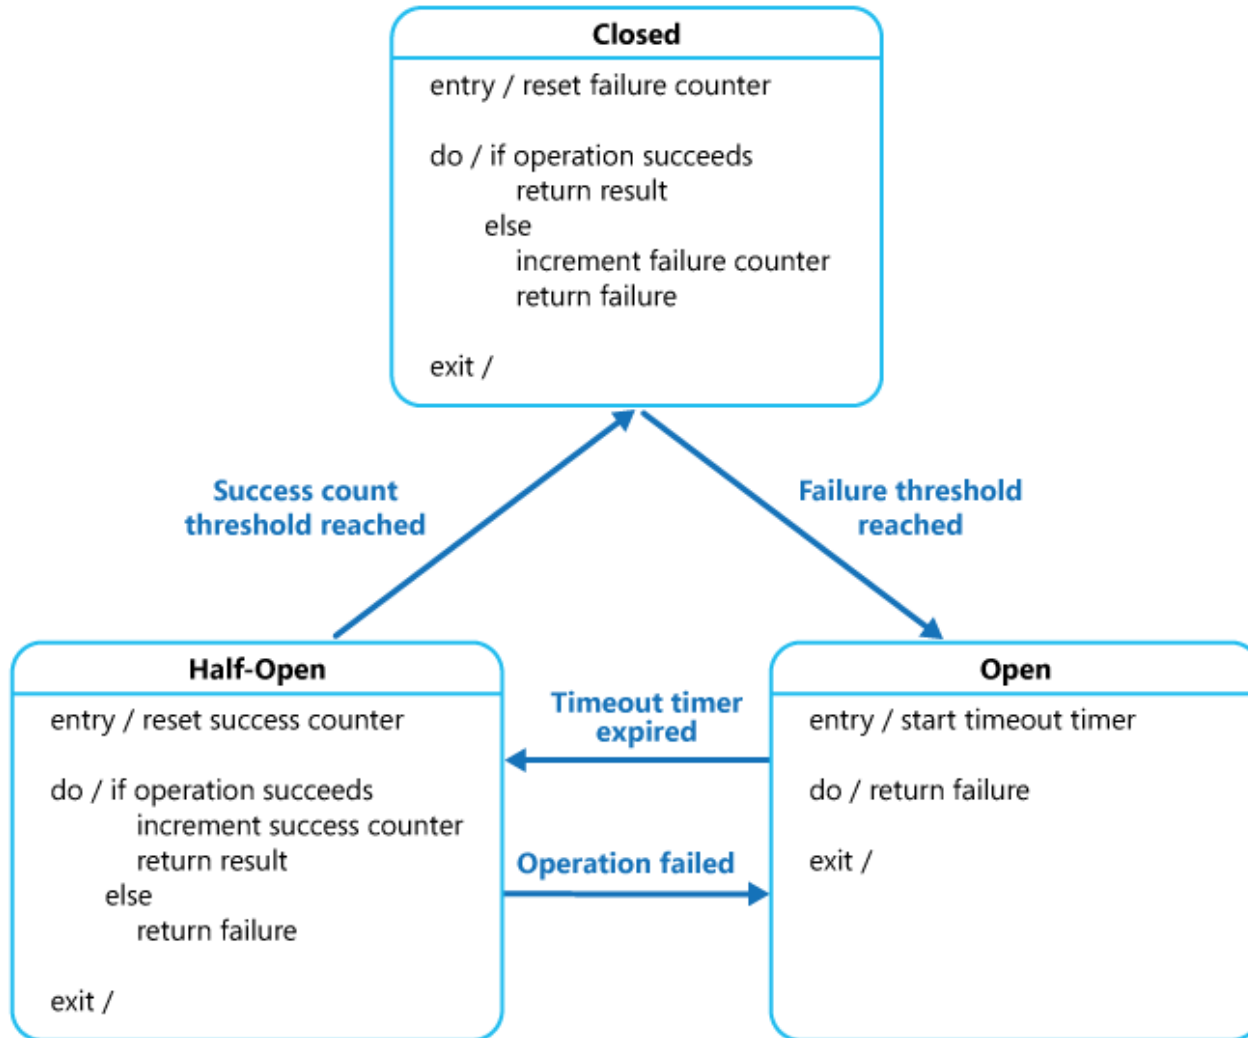 Closed
entry / reset failure counter
do / if operation succeeds
return result
else
increment failure counter
return failure
exit /
Success count
threshold reached
Failure threshold
reached
Half-Open
entry / reset success counter
do / if operation succeeds
increment success counter
return result
else
return failure
exit /
Timeout timer
expired
Operation failed
Open
entry / start timeout timer
do / return failure
exit /